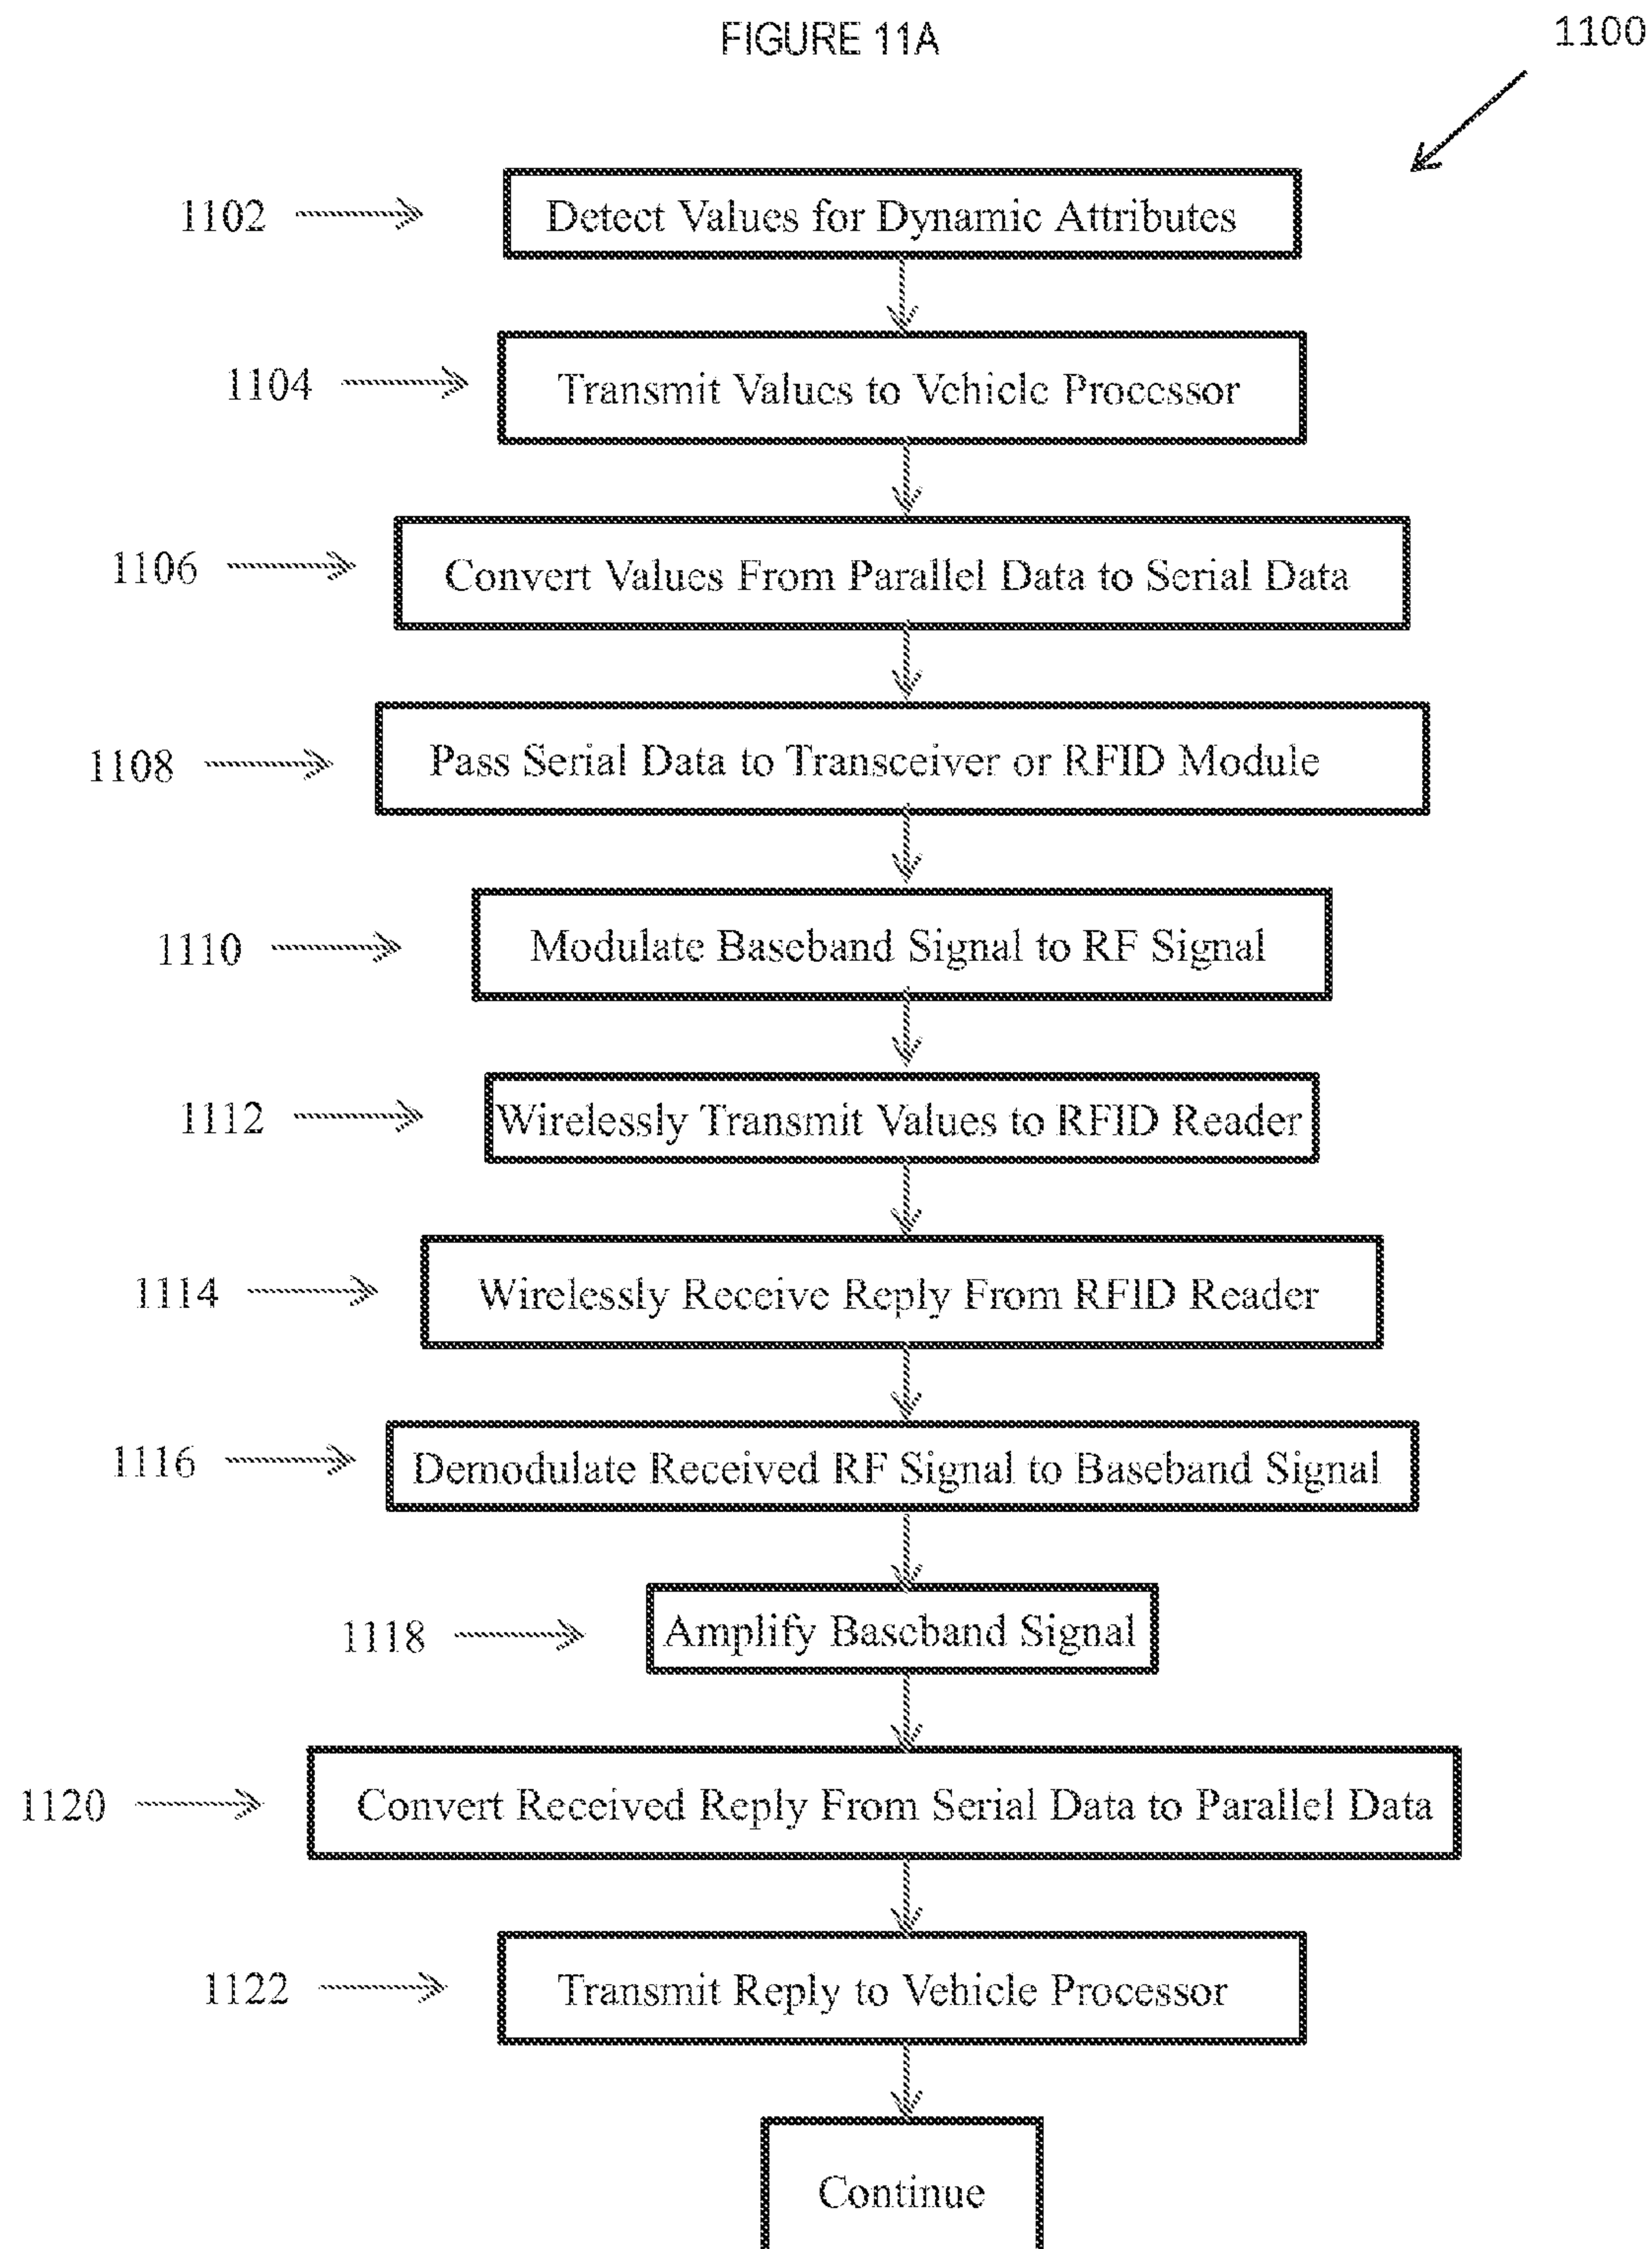 FIGURE 11A
1100
1102
Detect Values for Dynamic Attributes
1104
Transmit Values to Vehicle Processor
1106
Convert Values From Parallel Data to Serial Data
1108
Pass Serial Data to Transceiver or RFID Module
1110
Modulate Baseband Signal to RF Signal
1112
Wirelessly Transmit Values to RFID Reader
1114
Wirelessly Receive Reply From RFID Reader
1116
Demodulate Received RF Signal to Baseband Signal
1118
Amplify Baseband Signal
1120
Convert Received Reply From Serial Data to Parallel Data
1122
Transmit Reply to Vehicle Processor
Continue